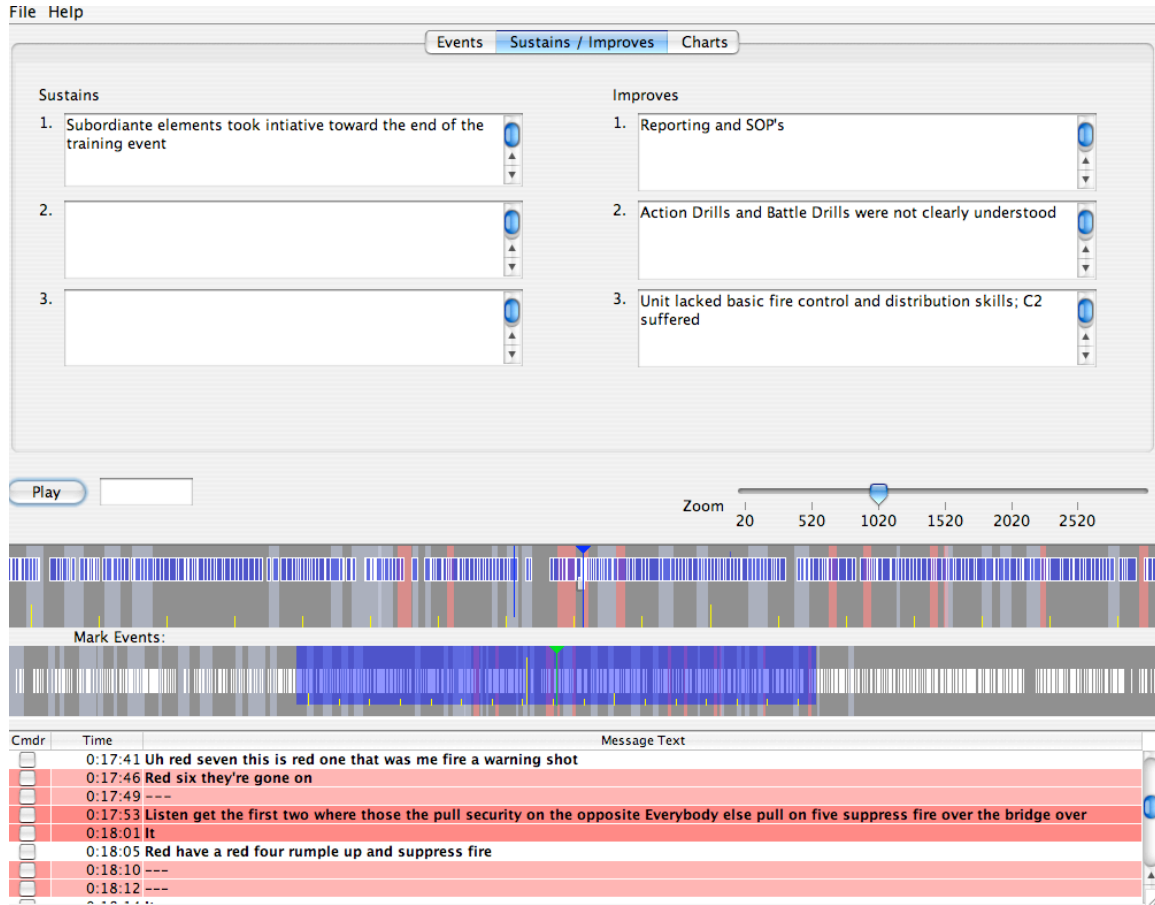 File Help
Events Sustains / Improves Charts
Sustains
Improves
1. Subordiante elements took intiative toward the end of the
training event
1. Reporting and SOP's
2.
2. Action Drills and Battle Drills were not clearly understood
3.
3. Unit lacked basic fire control and distribution skills; C2
suffered
Play
Zoom
20 520 1020 1520 2020 2520
Mark Events:
Cmdr Time Message Text
0:17:41 Uh red seven this is red one that was me fire a warning shot
0:17:46 Red six they're gone on
0:17:49 ---
0:17:53 Listen get the first two where those the pull security on the opposite Everybody else pull on five suppress fire over the bridge over
0:18:01 It
0:18:05 Red have a red four rumple up and suppress fire
0:18:10 ---
0:18:12 ---